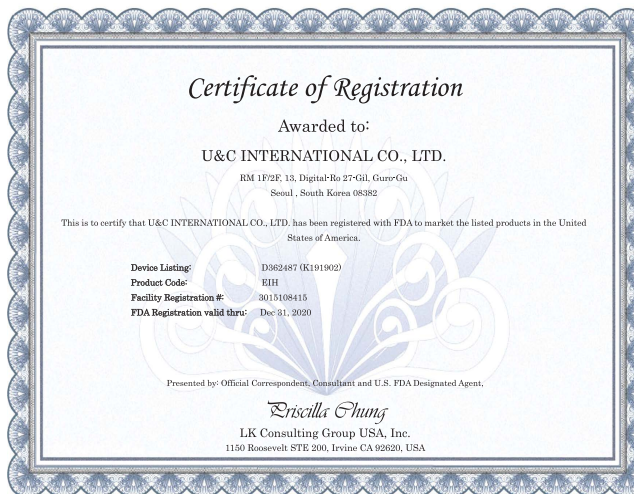 Certificate of Registration
Awarded to:
U&C INTERNATIONAL CO., LTD.
RM 1F/2F, 13, Digital-Ro 27-Gil, Guro-Gu
Seoul , South Korea 08382
This is to certify that U&C INTERNATIONAL CO., LTD. has been registered with FDA to market the listed products in the United
States of America.
Device Listing: D362487 (K191902)
Product Code: EIH
Facility Registration #: 3015108415
FDA Registration valid thru: Dec 31, 2020
Presented by: Official Correspondent, Consultant and U.S. FDA Designated Agent,
Priscilla Chung
LK Consulting Group USA, Inc.
1150 Roosevelt STE 200, Irvine CA 92620, USA